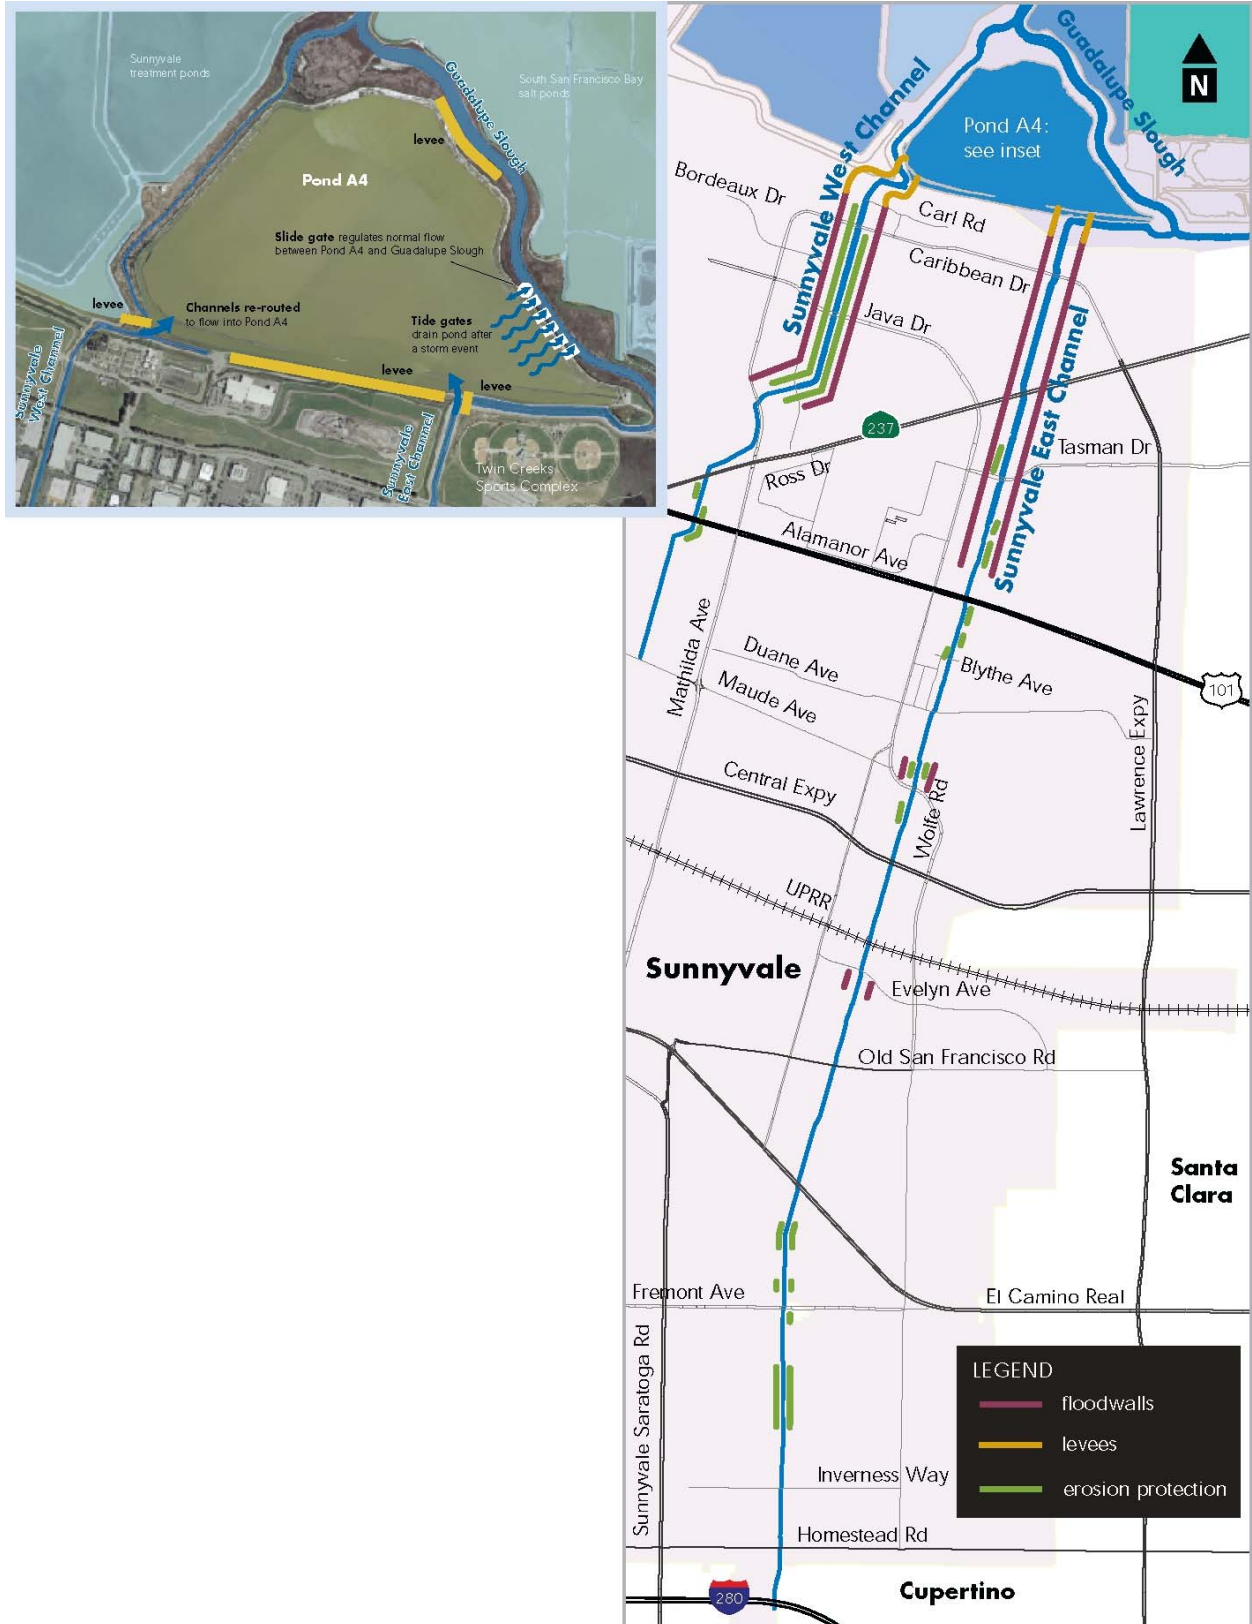 Sunnyvale
treatment ponds
Guadalupe Slough
South San Francisco Bay
salt ponds
levee
Pond A4
Slide gate regulates normal flow
between Pond A4 and Guadalupe Slough
levee
Channels re-routed
to flow into Pond A4
Tide gates
drain pond after
a storm event
levee
levee
Sunnyvale
West Channel
Sunnyvale
East Channel
Twin Creeks
Sports Complex
Guadalupe Slough
N
Sunnyvale West Channel
Pond A4:
see inset
Bordeaux Dr
Carl Rd
Caribbean Dr
Java Dr
237
Ross Dr
Tasman Dr
Sunnyvale East Channel
Alamanor Ave
Mathilda Ave
Duane Ave
Blythe Ave
101
Maude Ave
Lawrence Expy
Central Expy
Wolfe Rd
UPRR
Sunnyvale
Evelyn Ave
Old San Francisco Rd
Santa
Clara
Fremont Ave
El Camino Real
Sunnyvale Saratoga Rd
LEGEND
floodwalls
levees
erosion protection
Inverness Way
Homestead Rd
280
Cupertino